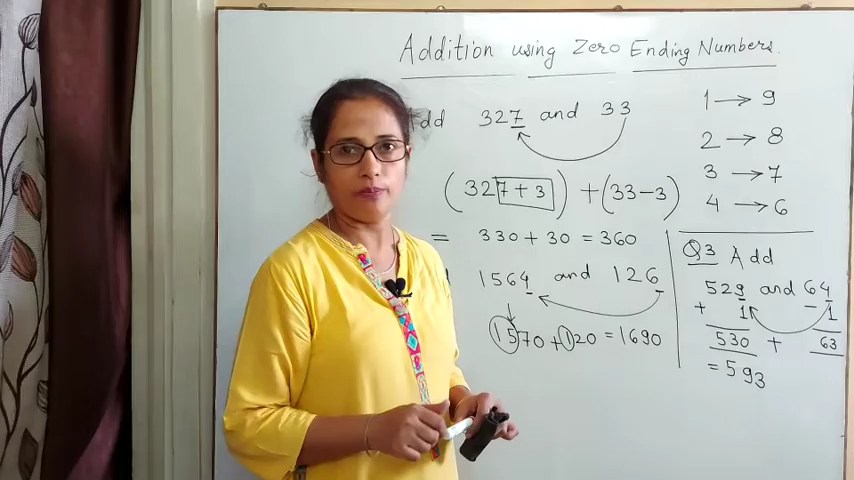 Addition using Zero Ending Numbers.
Add 327 and 33
(327+3) + (33-3)
= 330 + 30 = 360
1564 and 126
1570 + 120 = 1690
1 → 9
2 → 8
3 → 7
4 → 6
Q3 Add
529 and 64
+ 1 1
530 + 63
= 593